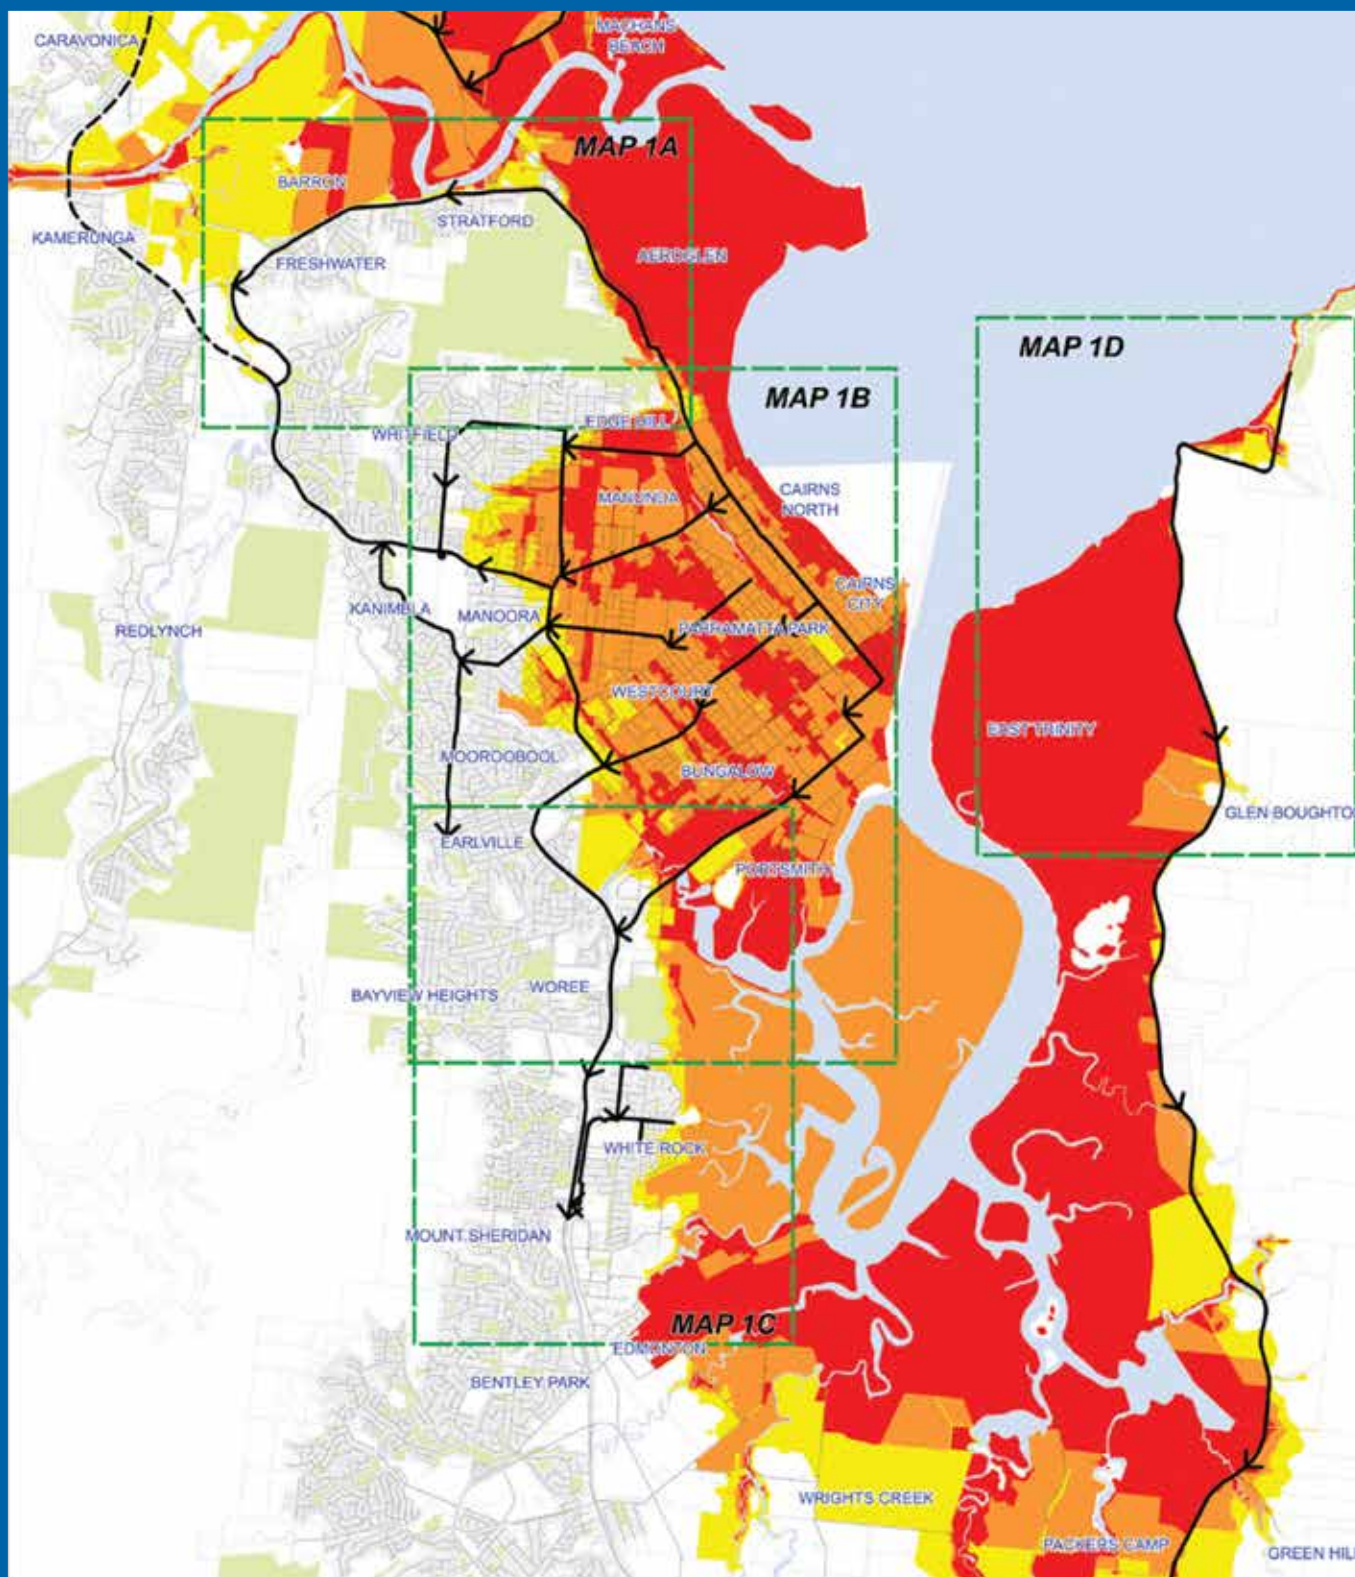 CARAVONICA
MACHANS
BEACH
MAP 1A
BARRON
STRATFORD
KAMERUNGA
AEROGLEN
FRESHWATER
MAP 1D
MAP 1B
EDGE HILL
WHITFIELD
MANUNDA
CAIRNS
NORTH
CAIRNS
CITY
KANIMBLA
MANOORA
PARRAMATTA PARK
REDLYNCH
WESTCOURT
EAST TRINITY
MOOROOBOOL
BUNGALOW
GLEN BOUGHTO
EARLVILLE
PORTSMITH
WOREE
BAYVIEW HEIGHTS
WHITE ROCK
MOUNT SHERIDAN
MAP 1C
EDMONTON
BENTLEY PARK
WRIGHTS CREEK
PACKERS CAMP
GREEN HIL